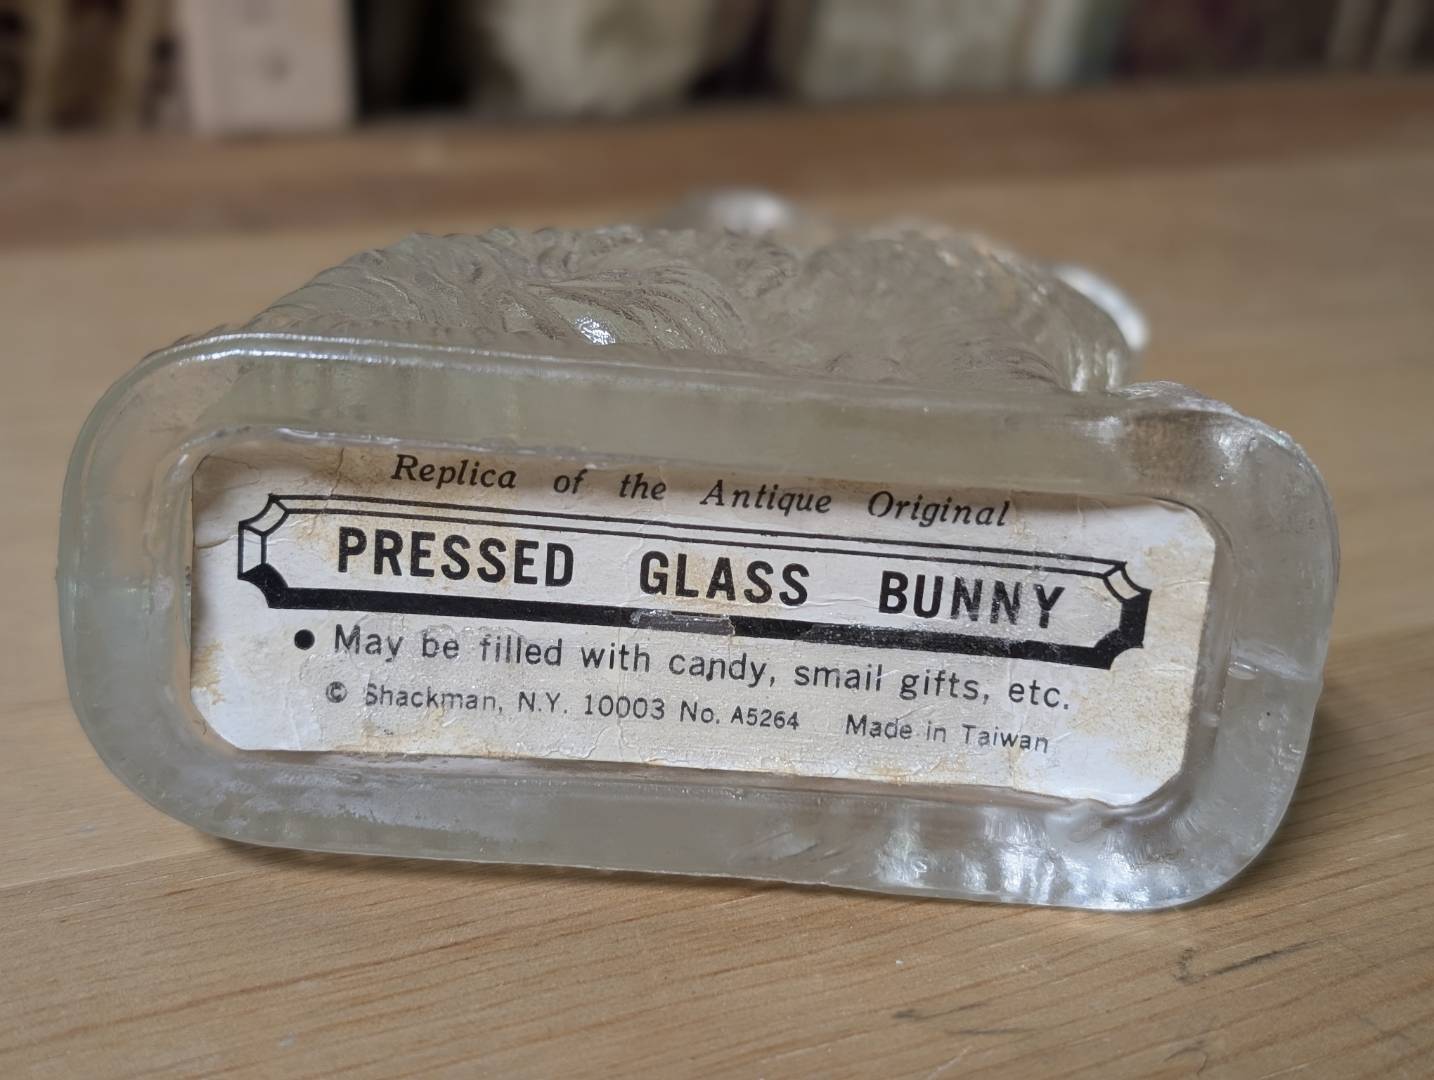 Replica of the Antique Original
PRESSED GLASS BUNNY
● May be filled with candy, small gifts, etc.
© Shackman, N.Y. 10003 No. A5264 Made in Taiwan